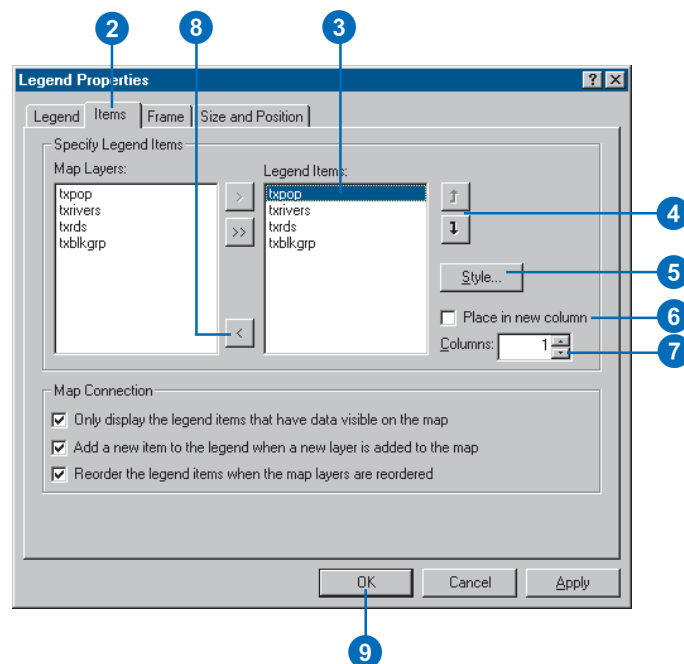 2 8 3
Legend Properties ? ×
Legend Items Frame Size and Position
Specify Legend Items
Map Layers: Legend Items:
txpop > txpop
txrivers txrivers
txrds >> txrds 4
txblkgrp txblkgrp
Style... 5
Place in new column 6
< Columns: 1 7
Map Connection
Only display the legend items that have data visible on the map
Add a new item to the legend when a new layer is added to the map
Reorder the legend items when the map layers are reordered
OK Cancel Apply
9